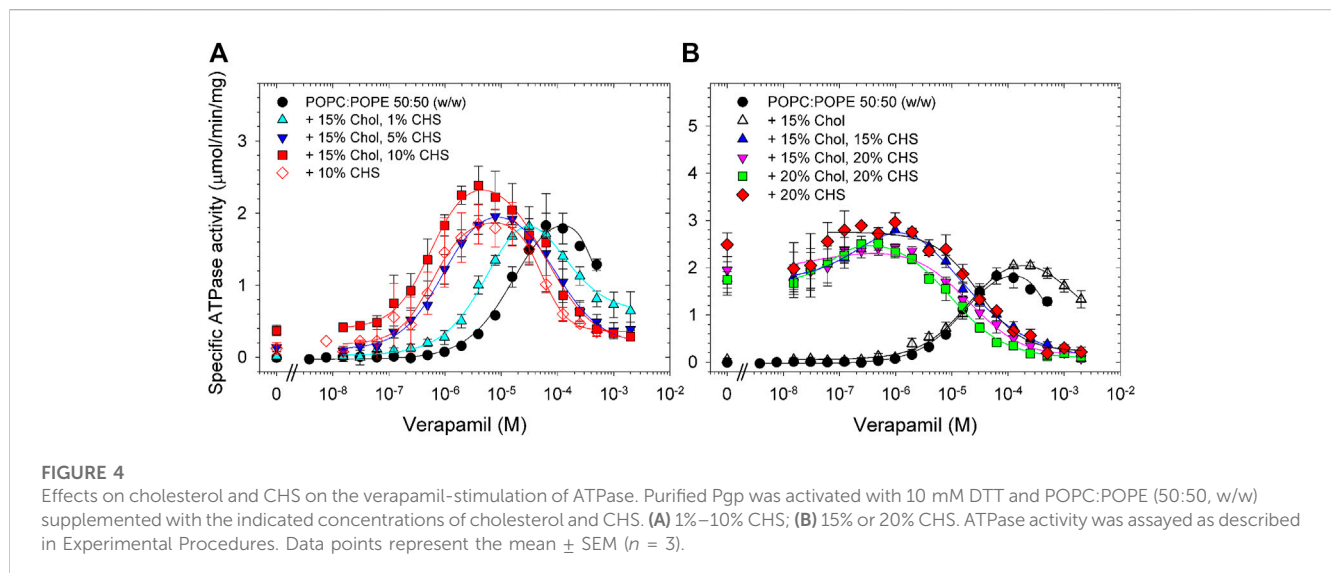 A
B
Specific ATPase activity (μmol/min/mg)
POPC:POPE 50:50 (w/w)
+ 15% Chol, 1% CHS
+ 15% Chol, 5% CHS
+ 15% Chol, 10% CHS
+ 10% CHS
3
2
1
0
0 10-8 10-7 10-6 10-5 10-4 10-3 10-2
Verapamil (M)
POPC:POPE 50:50 (w/w)
+ 15% Chol
+ 15% Chol, 15% CHS
+ 15% Chol, 20% CHS
+ 20% Chol, 20% CHS
+ 20% CHS
5
4
3
2
1
0
0 10-8 10-7 10-6 10-5 10-4 10-3 10-2
Verapamil (M)
FIGURE 4
Effects on cholesterol and CHS on the verapamil-stimulation of ATPase. Purified Pgp was activated with 10 mM DTT and POPC:POPE (50:50, w/w)
supplemented with the indicated concentrations of cholesterol and CHS. (A) 1%–10% CHS; (B) 15% or 20% CHS. ATPase activity was assayed as described
in Experimental Procedures. Data points represent the mean ± SEM (n = 3).